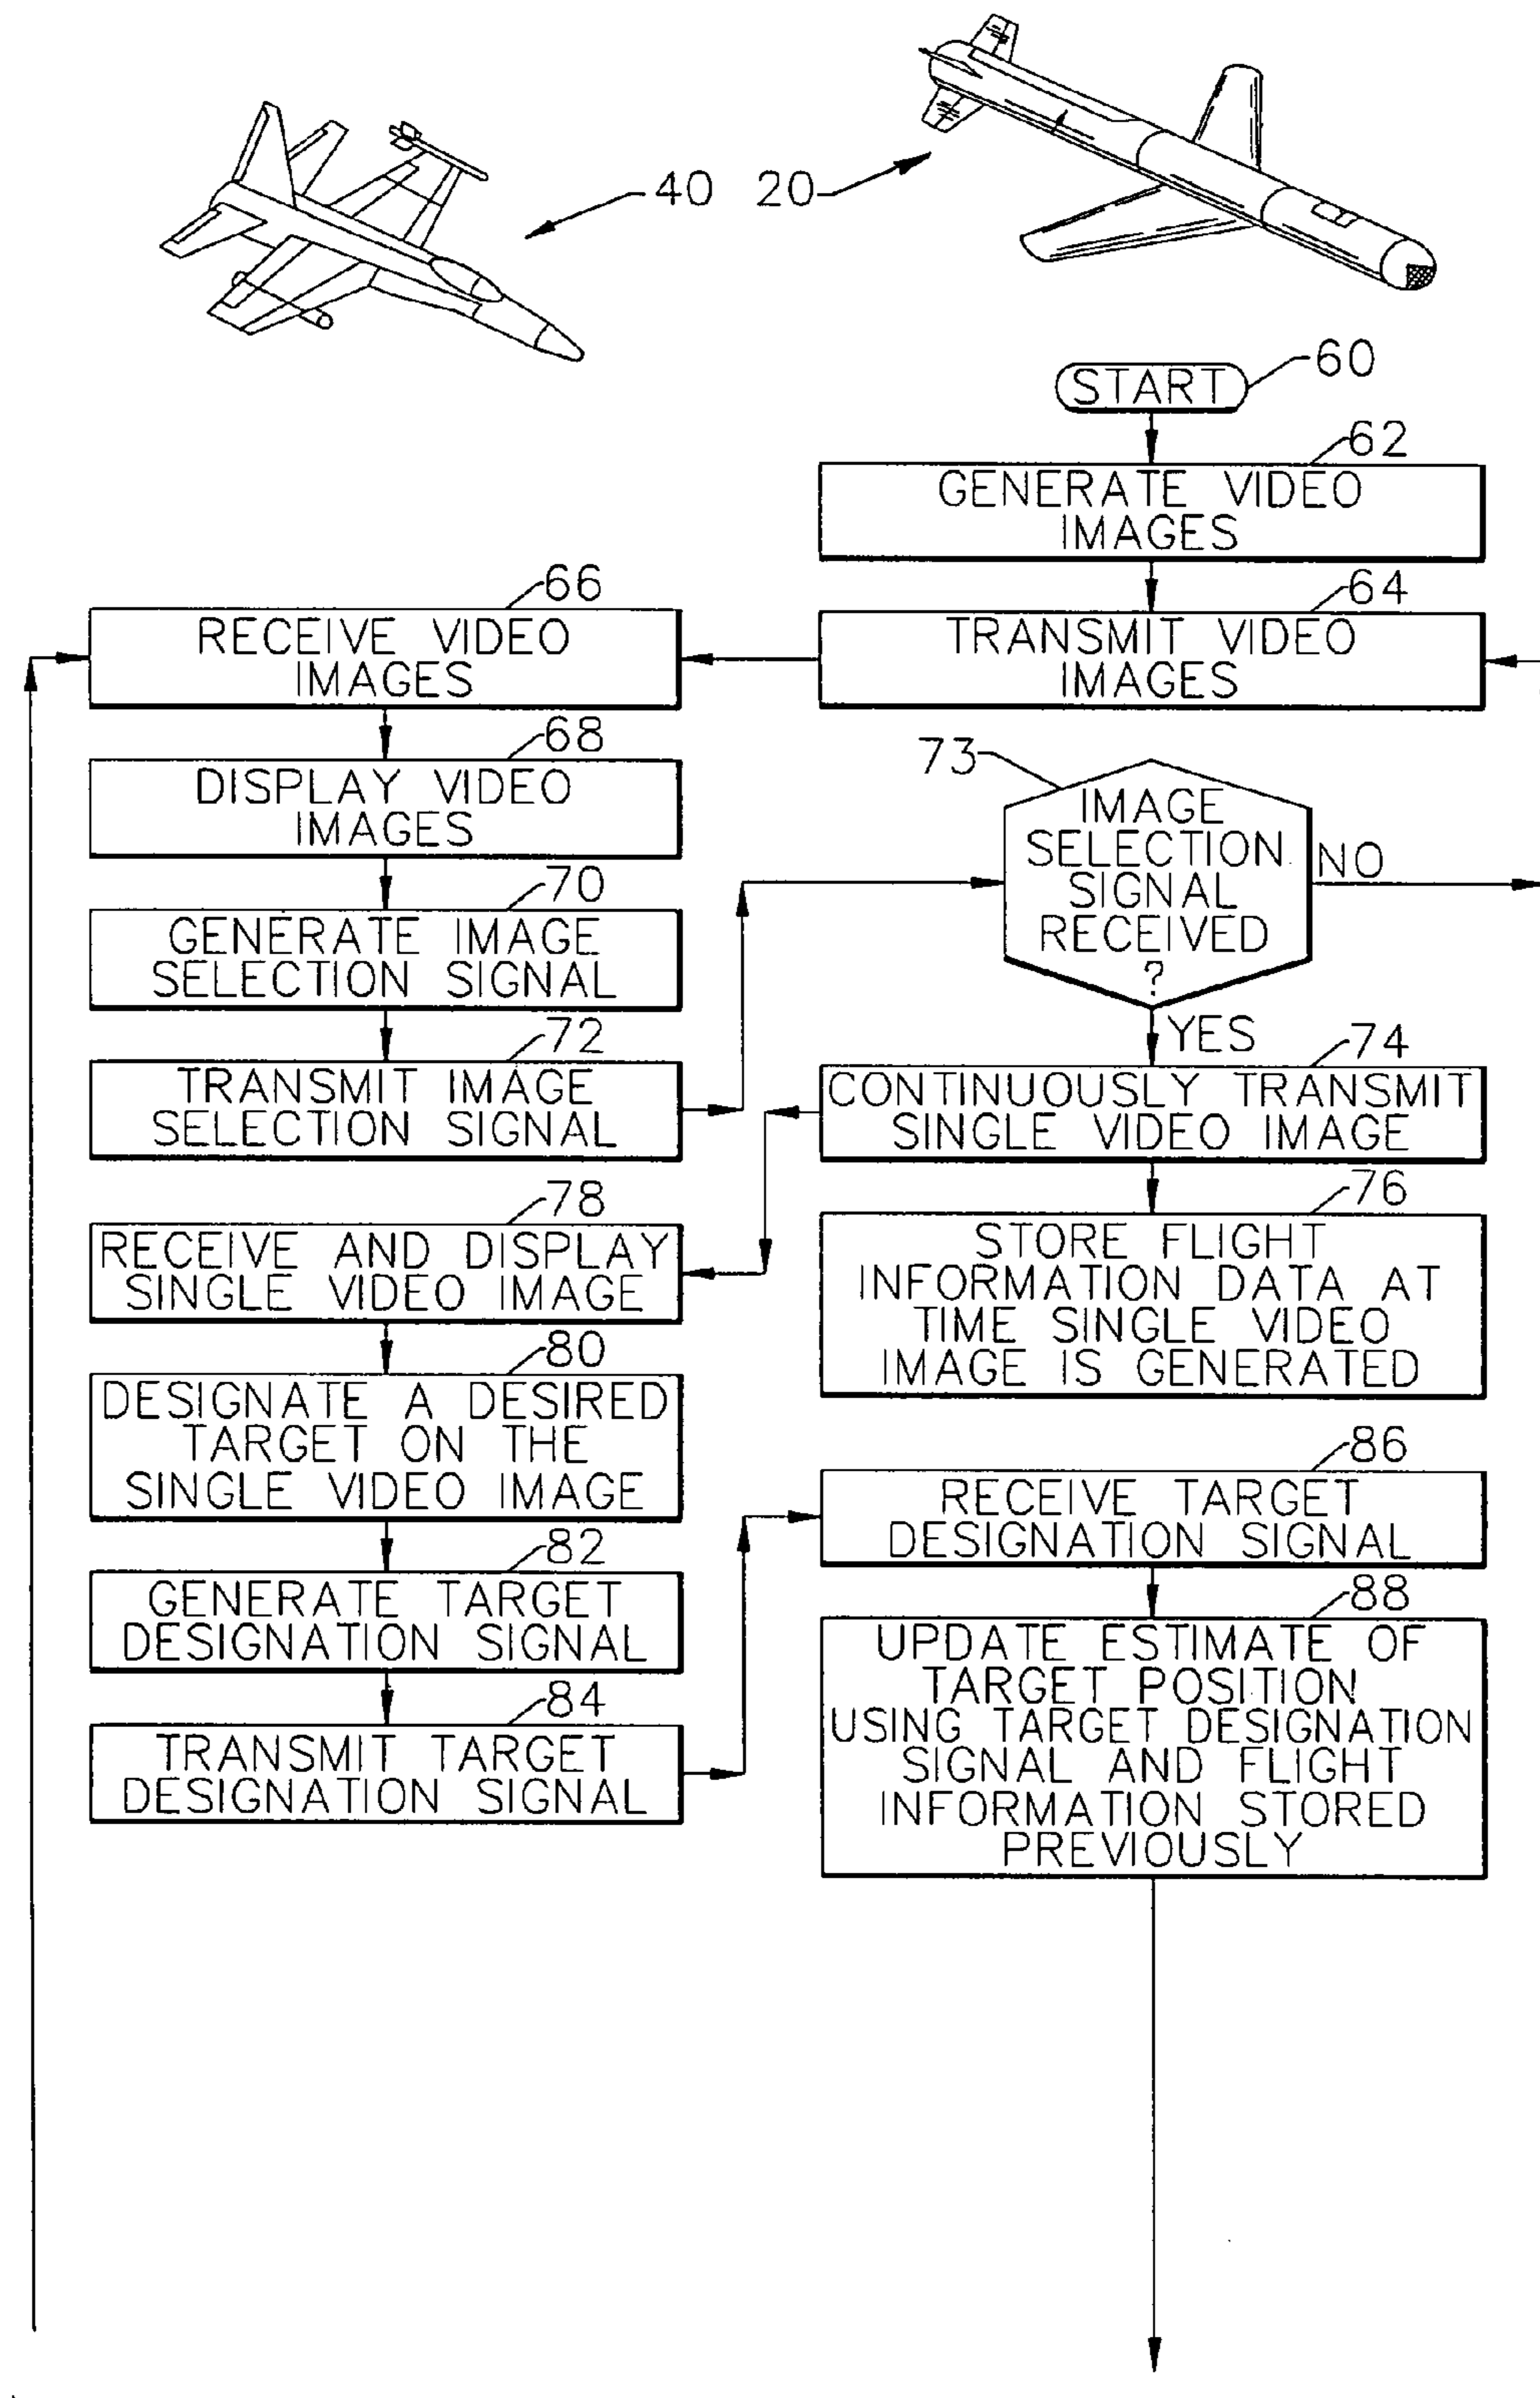 40
20
START
60
62
GENERATE VIDEO
IMAGES
64
TRANSMIT VIDEO
IMAGES
66
RECEIVE VIDEO
IMAGES
68
DISPLAY VIDEO
IMAGES
70
GENERATE IMAGE
SELECTION SIGNAL
72
TRANSMIT IMAGE
SELECTION SIGNAL
73
IMAGE
SELECTION
SIGNAL
RECEIVED
?
NO
YES
74
CONTINUOUSLY TRANSMIT
SINGLE VIDEO IMAGE
76
STORE FLIGHT
INFORMATION DATA AT
TIME SINGLE VIDEO
IMAGE IS GENERATED
78
RECEIVE AND DISPLAY
SINGLE VIDEO IMAGE
80
DESIGNATE A DESIRED
TARGET ON THE
SINGLE VIDEO IMAGE
82
GENERATE TARGET
DESIGNATION SIGNAL
84
TRANSMIT TARGET
DESIGNATION SIGNAL
86
RECEIVE TARGET
DESIGNATION SIGNAL
88
UPDATE ESTIMATE OF
TARGET POSITION
USING TARGET DESIGNATION
SIGNAL AND FLIGHT
INFORMATION STORED
PREVIOUSLY